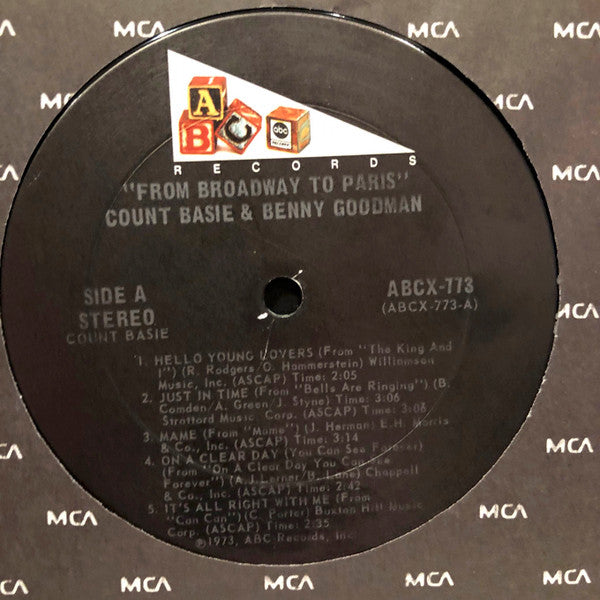 MCA MCA MCA
MCA MCA
A
B C abc
RECORDS
"FROM BROADWAY TO PARIS"
COUNT BASIE & BENNY GOODMAN
SIDE A
STEREO
COUNT BASIE
ABCX-773
(ABCX-773-A)
1. HELLO YOUNG LOVERS (From "The King And
I") (R. Rodgers/O. Hammerstein) Williamson
Music, Inc. (ASCAP) Time: 2:05
2. JUST IN TIME (From "Bells Are Ringing") (B.
Comden/A. Green/J. Styne) Time: 3:06
Stratford Music Corp. (ASCAP) Time: 3:06
3. MAME (From "Mame") (J. Herman) E.H. Morris
& Co., Inc. (ASCAP) Time: 3:14
4. ON A CLEAR DAY (You Can See Forever)
(From "On A Clear Day You Can See
Forever") (A.J. Lerner/B. Lane) Chappell
& Co., Inc. (ASCAP) Time: 2:42
5. IT'S ALL RIGHT WITH ME (From
"Can Can") (C. Porter) Buxton Hill Music
Corp. (ASCAP) Time: 2:35
℗1973, ABC Records, Inc.
MCA
MCA
MCA
MCA
MCA MCA
MCA MCA MCA